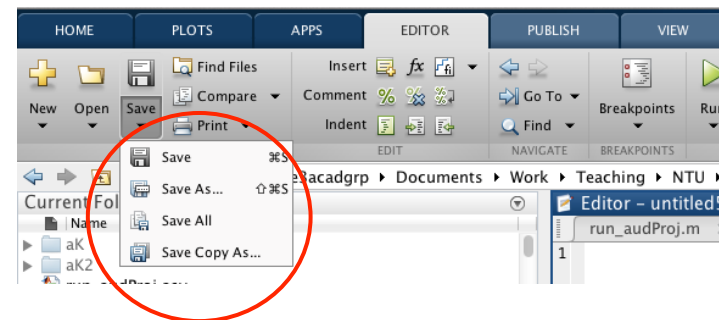 HOME PLOTS APPS EDITOR PUBLISH VIEW
Find Files Insert fx fi
New Open Save Compare Comment % Go To Breakpoints
Print Indent Find
EDIT NAVIGATE BREAKPOINTS
Save ⌘S
Save As... ⇧⌘S
Save All
Save Copy As...
Bacadgrp ▸ Documents ▸ Work ▸ Teaching ▸ NTU
Current Fol Editor – untitled5
Name run_audProj.m
aK 1
aK2